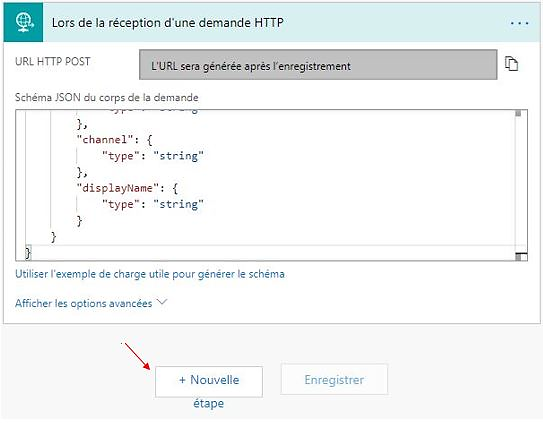 Lors de la réception d'une demande HTTP
URL HTTP POST
L'URL sera générée après l'enregistrement
Schéma JSON du corps de la demande
},
"channel": {
"type": "string"
},
"displayName": {
"type": "string"
}
}
}
Utiliser l'exemple de charge utile pour générer le schéma
Afficher les options avancées
+ Nouvelle
étape
Enregistrer